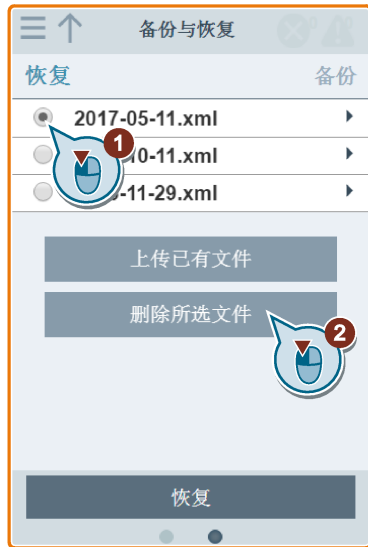 备份与恢复
恢复 备份
2017-05-11.xml
1
10-11.xml
-11-29.xml
上传已有文件
删除所选文件
2
恢复